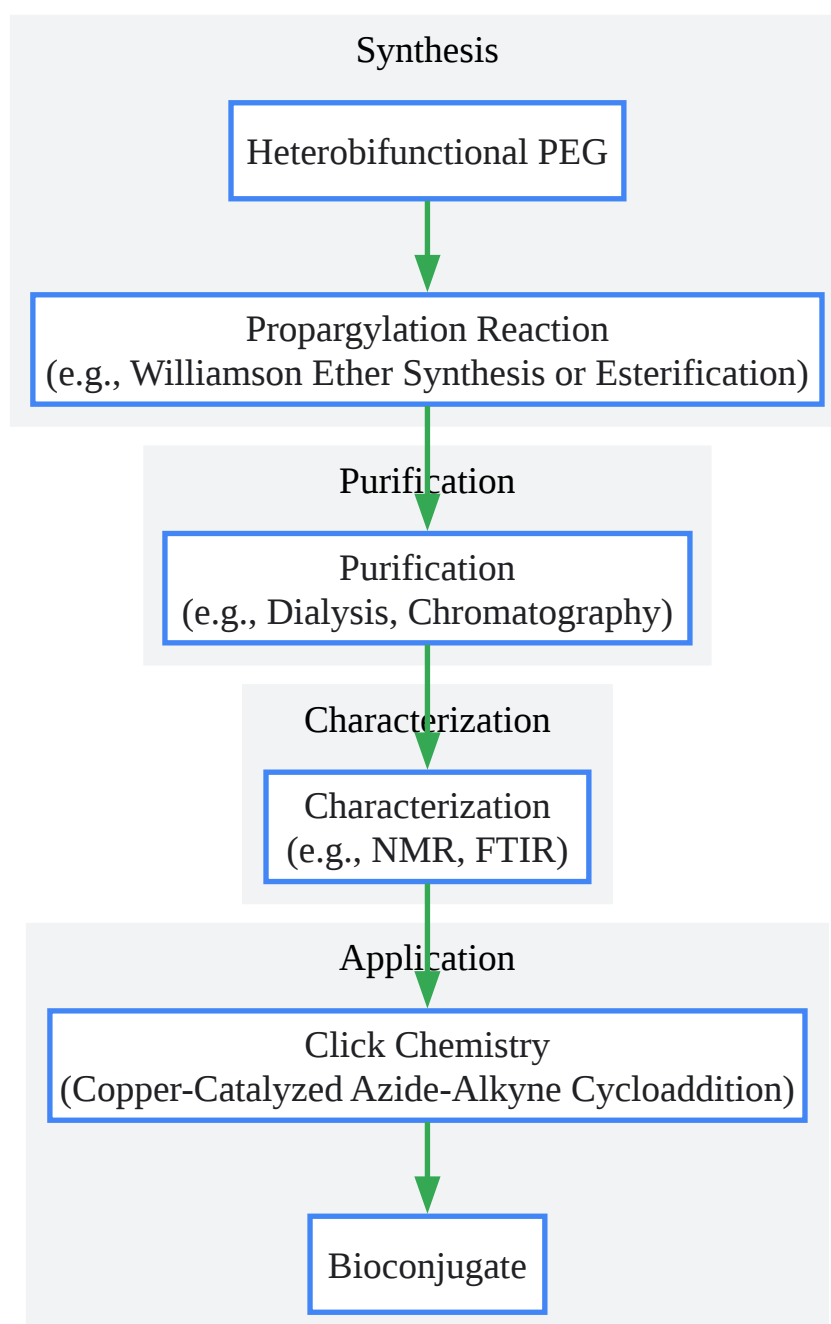 Synthesis
Heterobifunctional PEG
Propargylation Reaction
(e.g., Williamson Ether Synthesis or Esterification)
Purification
Purification
(e.g., Dialysis, Chromatography)
Characterization
Characterization
(e.g., NMR, FTIR)
Application
Click Chemistry
(Copper-Catalyzed Azide-Alkyne Cycloaddition)
Bioconjugate